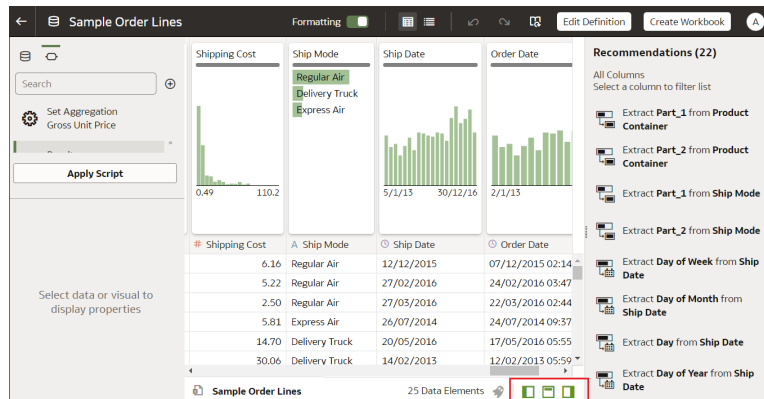 Sample Order Lines
Formatting
Edit Definition
Create Workbook
A
Search
Set Aggregation
Gross Unit Price
Apply Script
Select data or visual to
display properties
Shipping Cost
0.49 110.2
Ship Mode
Regular Air
Delivery Truck
Express Air
Ship Date
5/1/13 30/12/16
Order Date
2/1/13
# Shipping Cost A Ship Mode Ship Date Order Date
6.16 Regular Air 12/12/2015 07/12/2015 02:14
5.22 Regular Air 27/02/2016 24/02/2016 03:47
2.50 Regular Air 27/03/2016 22/03/2016 02:44
5.81 Express Air 26/07/2014 24/07/2014 09:37
14.70 Delivery Truck 20/05/2016 17/05/2016 05:55
30.06 Delivery Truck 14/02/2013 12/02/2013 05:59
Sample Order Lines 25 Data Elements
Recommendations (22)
All Columns
Select a column to filter list
Extract Part_1 from Product
Container
Extract Part_2 from Product
Container
Extract Part_1 from Ship Mode
Extract Part_2 from Ship Mode
Extract Day of Week from Ship
Date
Extract Day of Month from
Ship Date
Extract Day from Ship Date
Extract Day of Year from Ship
Date